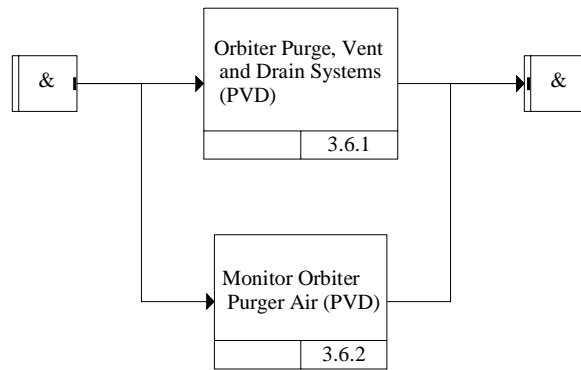 &
Orbiter Purge, Vent
and Drain Systems
(PVD)
3.6.1
&
Monitor Orbiter
Purger Air (PVD)
3.6.2